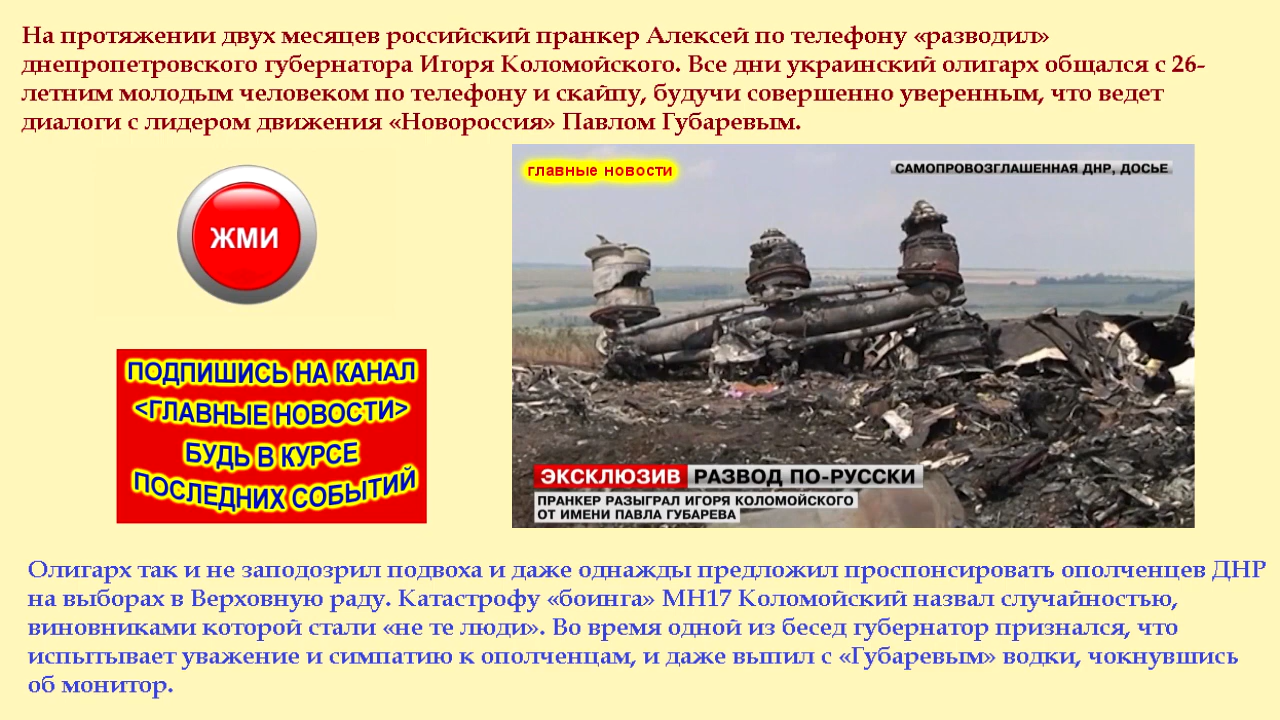 На протяжении двух месяцев российский пранкер Алексей по телефону «разводил»
днепропетровского губернатора Игоря Коломойского. Все дни украинский олигарх общался с 26-
летним молодым человеком по телефону и скайпу, будучи совершенно уверенным, что ведет
диалоги с лидером движения «Новороссия» Павлом Губаревым.
главные новости
САМОПРОВОЗГЛАШЕННАЯ ДНР, ДОСЬЕ
ЖМИ
ПОДПИШИСЬ НА КАНАЛ
<ГЛАВНЫЕ НОВОСТИ>
БУДЬ В КУРСЕ
ПОСЛЕДНИХ СОБЫТИЙ
ЭКСКЛЮЗИВ РАЗВОД ПО-РУССКИ
ПРАНКЕР РАЗЫГРАЛ ИГОРЯ КОЛОМОЙСКОГО
ОТ ИМЕНИ ПАВЛА ГУБАРЕВА
Олигарх так и не заподозрил подвоха и даже однажды предложил проспонсировать ополченцев ДНР
на выборах в Верховную раду. Катастрофу «боинга» МН17 Коломойский назвал случайностью,
виновниками которой стали «не те люди». Во время одной из бесед губернатор признался, что
испытывает уважение и симпатию к ополченцам, и даже выпил с «Губаревым» водки, чокнувшись
об монитор.